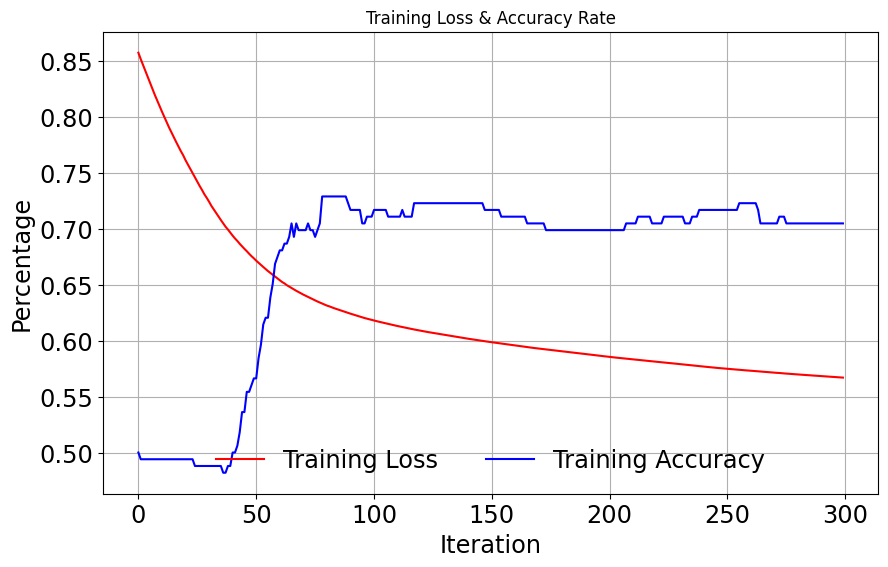 Training Loss & Accuracy Rate
Percentage
0.85
0.80
0.75
0.70
0.65
0.60
0.55
0.50
Training Loss Training Accuracy
0 50 100 150 200 250 300
Iteration